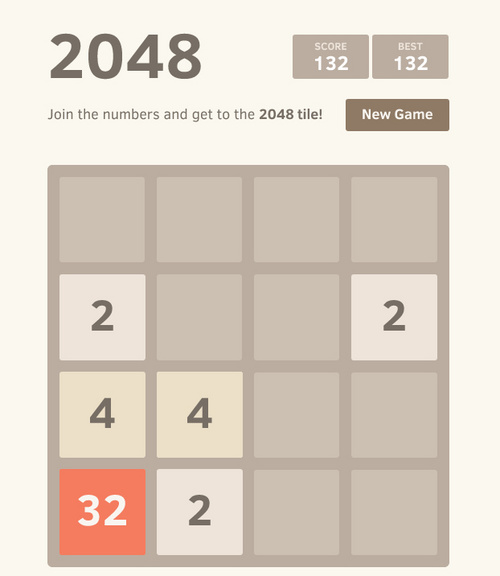 2048
SCORE
132
BEST
132
Join the numbers and get to the 2048 tile!
New Game
2 2
4 4
32 2